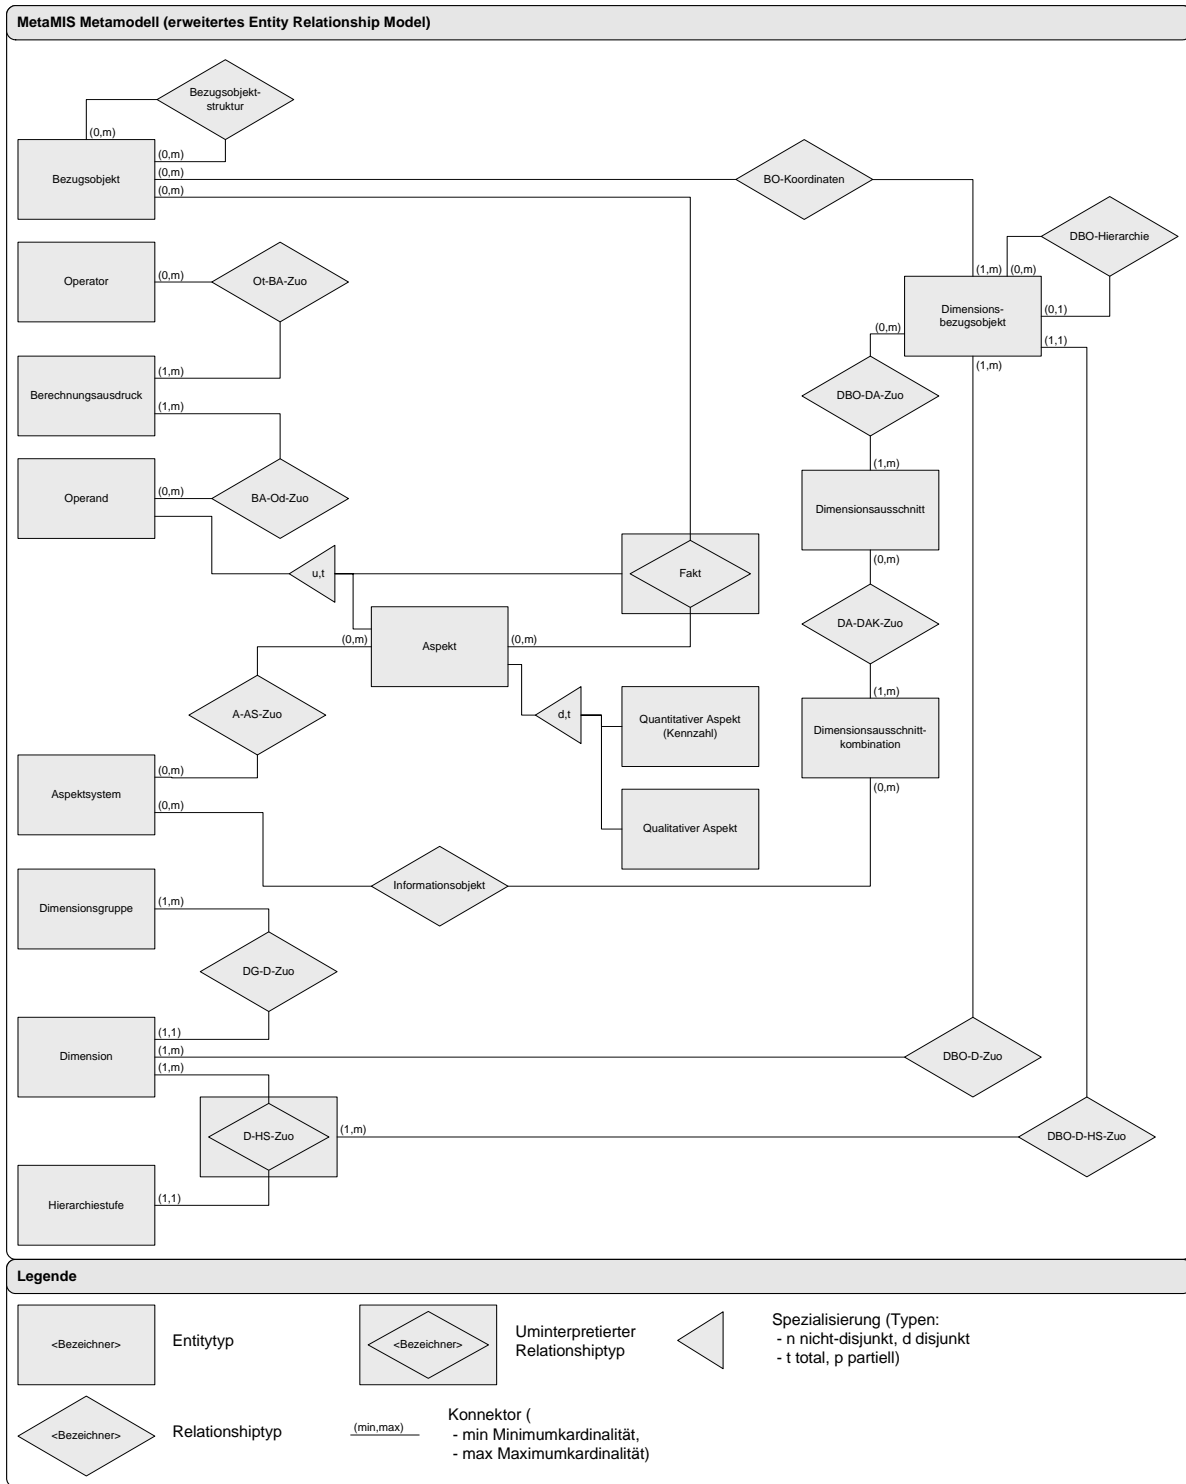 MetaMIS Metamodell (erweitertes Entity Relationship Model)
Bezugsobjekt-
struktur
(0,m)
(0,m)
(0,m)
(0,m)
Bezugsobjekt
BO-Koordinaten
DBO-Hierarchie
Operator
(0,m)
Ot-BA-Zuo
(1,m)
(0,m)
Dimensions-
bezugsobjekt
(0,1)
(0,m)
(1,1)
(1,m)
Berechnungsausdruck
(1,m)
(1,m)
DBO-DA-Zuo
(1,m)
Operand
(0,m)
BA-Od-Zuo
Dimensionsausschnitt
(0,m)
u,t
Fakt
DA-DAK-Zuo
(0,m)
Aspekt
(0,m)
(1,m)
A-AS-Zuo
d,t
Quantitativer Aspekt
(Kennzahl)
Dimensionsausschnitt-
kombination
(0,m)
Aspektsystem
(0,m)
(0,m)
Qualitativer Aspekt
Informationsobjekt
Dimensionsgruppe
(1,m)
DG-D-Zuo
(1,1)
Dimension
(1,m)
(1,m)
DBO-D-Zuo
D-HS-Zuo
(1,m)
DBO-D-HS-Zuo
Hierarchiestufe
(1,1)
Legende
<Bezeichner>
Entitytyp
<Bezeichner>
Uminterpretierter
Relationshiptyp
Spezialisierung (Typen:
- n nicht-disjunkt, d disjunkt
- t total, p partiell)
<Bezeichner>
Relationshiptyp
(min,max)
Konnektor (
- min Minimumkardinalität,
- max Maximumkardinalität)